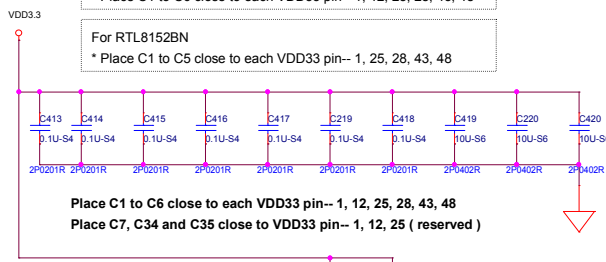 VDD3.3
For RTL8152BN
* Place C1 to C5 close to each VDD33 pin-- 1, 25, 28, 43, 48
C413 C414 C415 C416 C417 C219 C418 C419 C220 C420
0.1U-S4 0.1U-S4 0.1U-S4 0.1U-S4 0.1U-S4 0.1U-S4 0.1U-S4 10U-S6 10U-S6 10U-S6
2P0201R 2P0201R 2P0201R 2P0201R 2P0201R 2P0201R 2P0201R 2P0402R 2P0402R 2P0402R
Place C1 to C6 close to each VDD33 pin-- 1, 12, 25, 28, 43, 48
Place C7, C34 and C35 close to VDD33 pin-- 1, 12, 25 ( reserved )